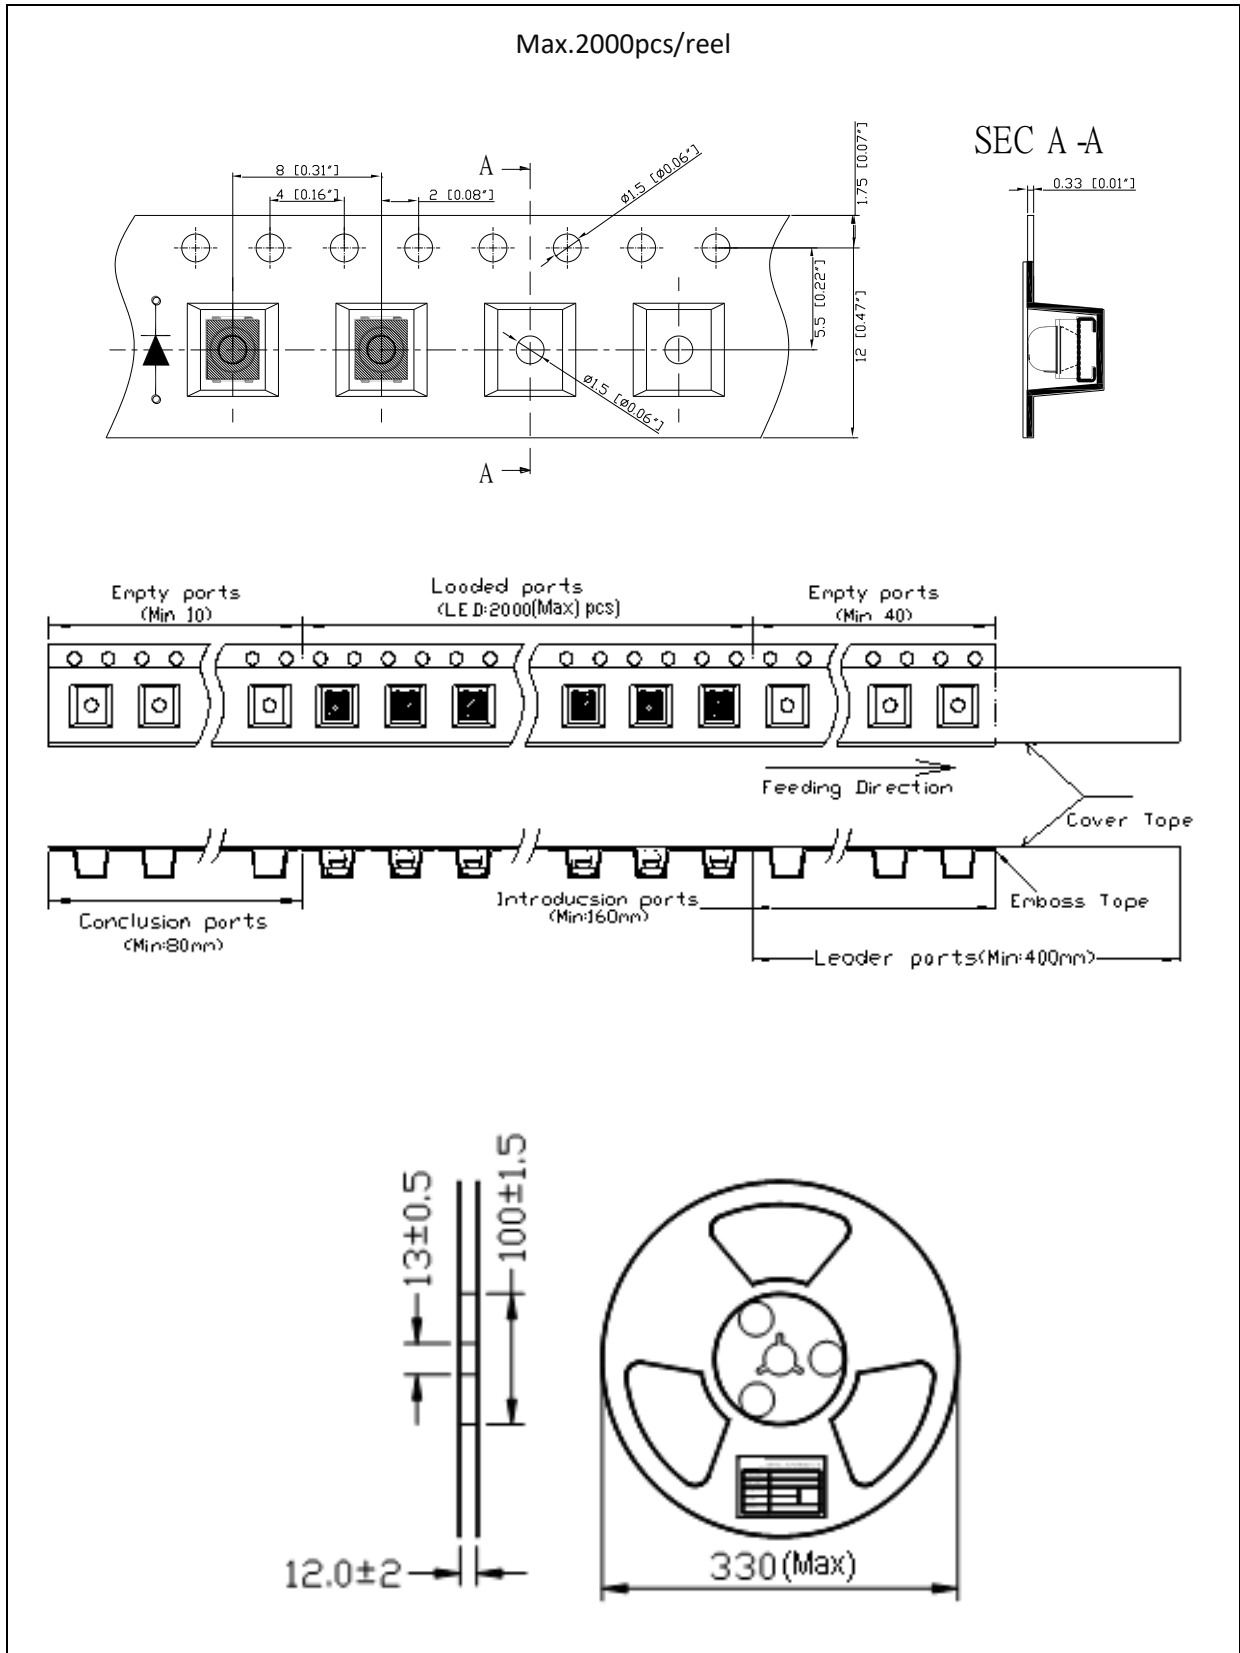 Max.2000pcs/reel
SEC A -A
8 [0.31"]
4 [0.16"]
2 [0.08"]
A
ø1.5 [ø0.06"]
1.75 [0.07"]
0.33 [0.01"]
5.5 [0.22"]
12 [0.47"]
ø1.5 [ø0.06"]
A
Empty parts
(Min 10)
Loaded parts
(LED:2000(Max) pcs)
Empty parts
(Min 40)
Feeding Direction
Cover Tape
Conclusion parts
(Min:80mm)
Introducsion parts
(Min:160mm)
Emboss Tape
Leader parts(Min:400mm)
13±0.5
100±1.5
12.0±2
330(Max)